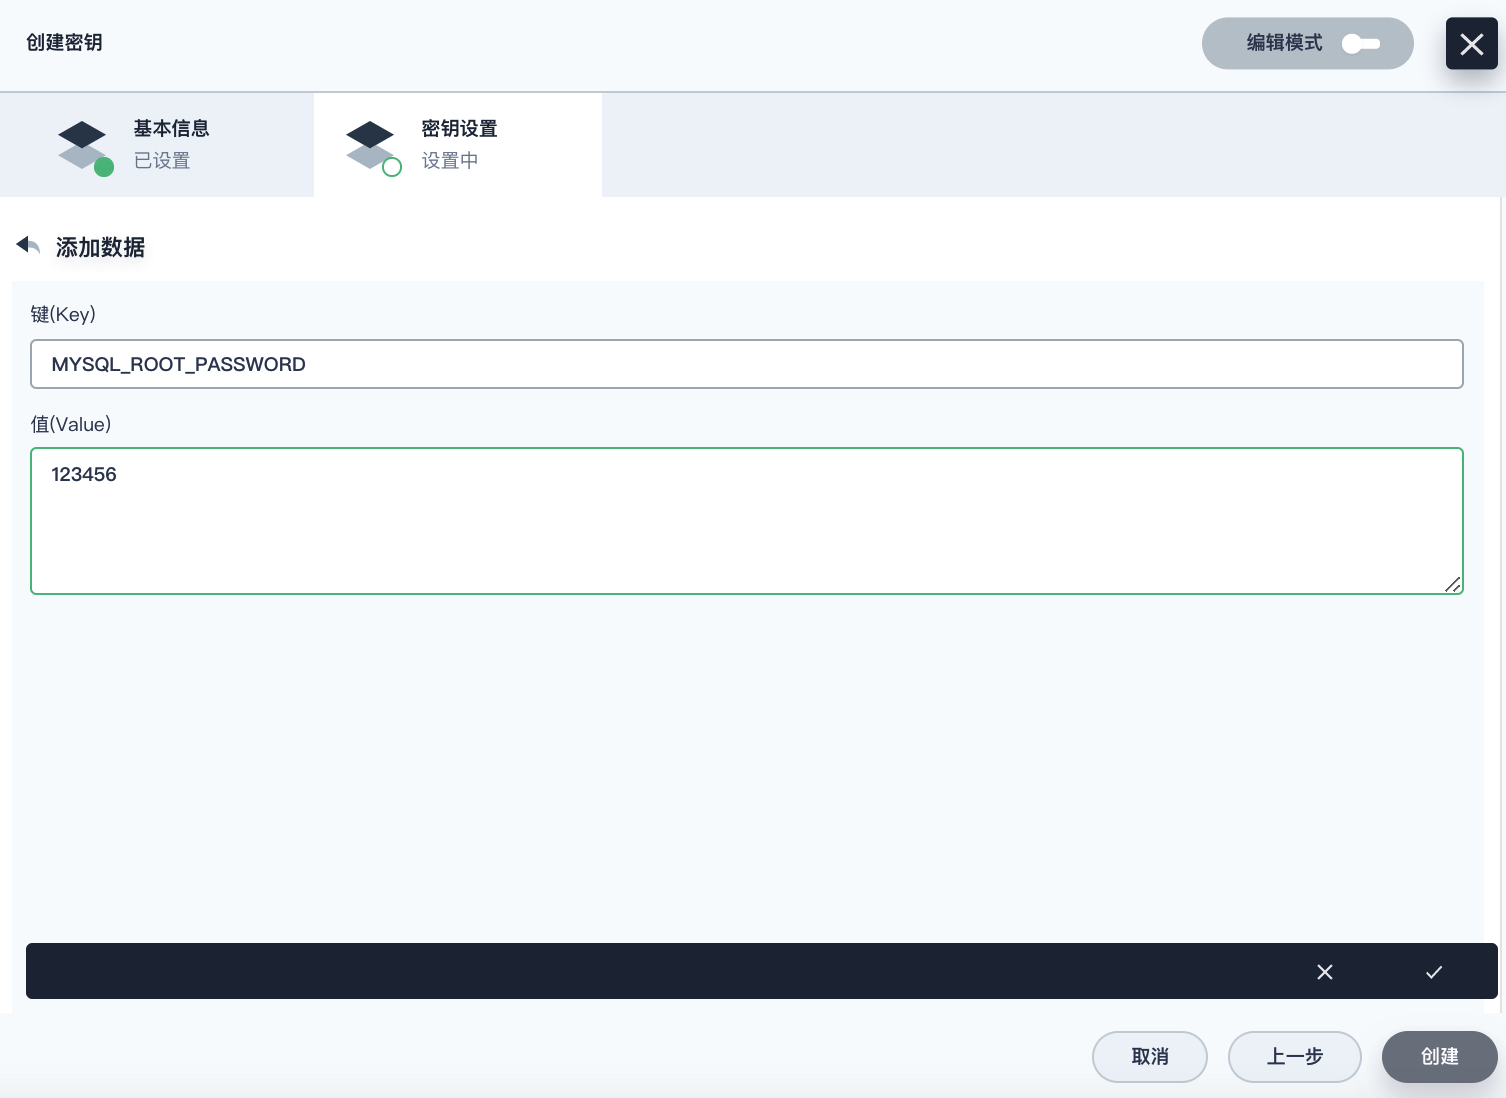 创建密钥
编辑模式
基本信息
已设置
密钥设置
设置中
添加数据
键(Key)
MYSQL_ROOT_PASSWORD
值(Value)
123456
取消
上一步
创建